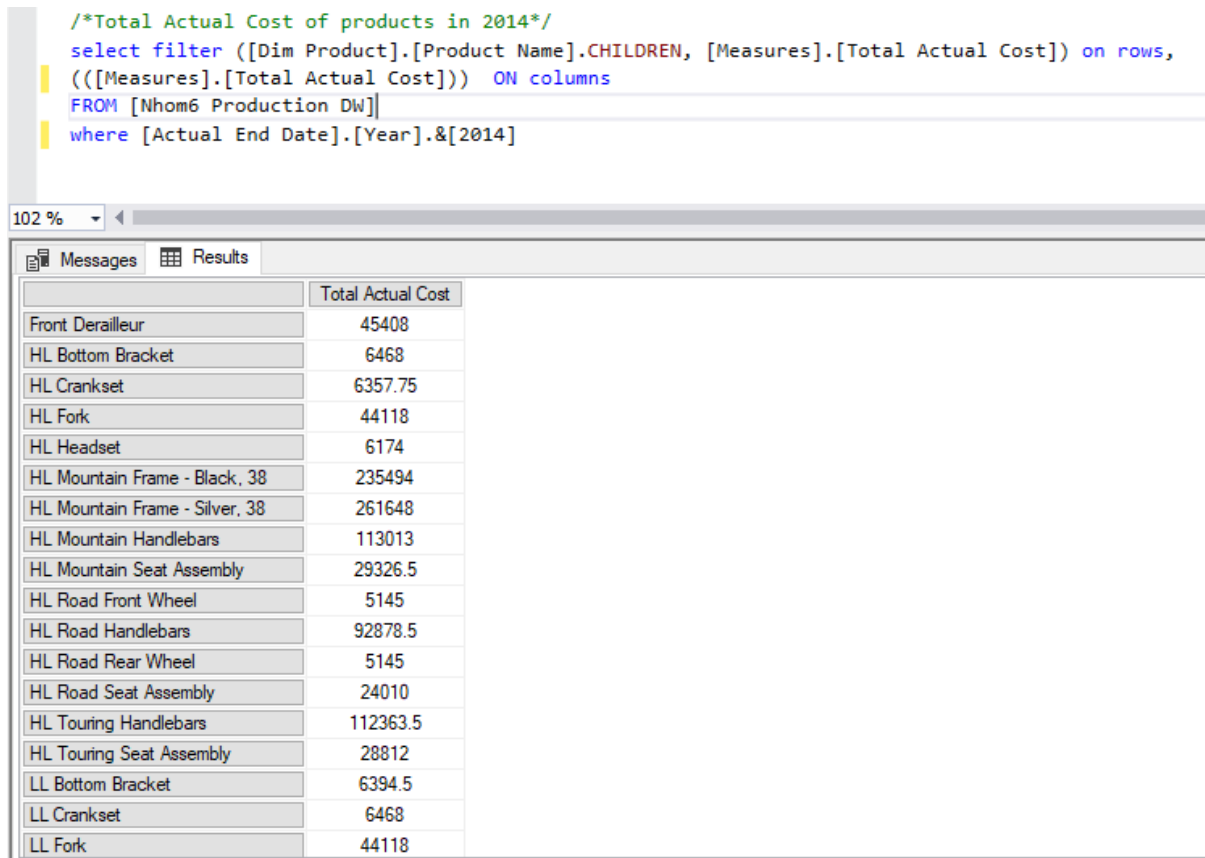 /*Total Actual Cost of products in 2014*/
select filter ([Dim Product].[Product Name].CHILDREN, [Measures].[Total Actual Cost]) on rows,
(([Measures].[Total Actual Cost]))  ON columns
FROM [Nhom6 Production DW]
where [Actual End Date].[Year].&[2014]
102 %
Messages Results
Total Actual Cost
Front Derailleur 45408
HL Bottom Bracket 6468
HL Crankset 6357.75
HL Fork 44118
HL Headset 6174
HL Mountain Frame - Black, 38 235494
HL Mountain Frame - Silver, 38 261648
HL Mountain Handlebars 113013
HL Mountain Seat Assembly 29326.5
HL Road Front Wheel 5145
HL Road Handlebars 92878.5
HL Road Rear Wheel 5145
HL Road Seat Assembly 24010
HL Touring Handlebars 112363.5
HL Touring Seat Assembly 28812
LL Bottom Bracket 6394.5
LL Crankset 6468
LL Fork 44118